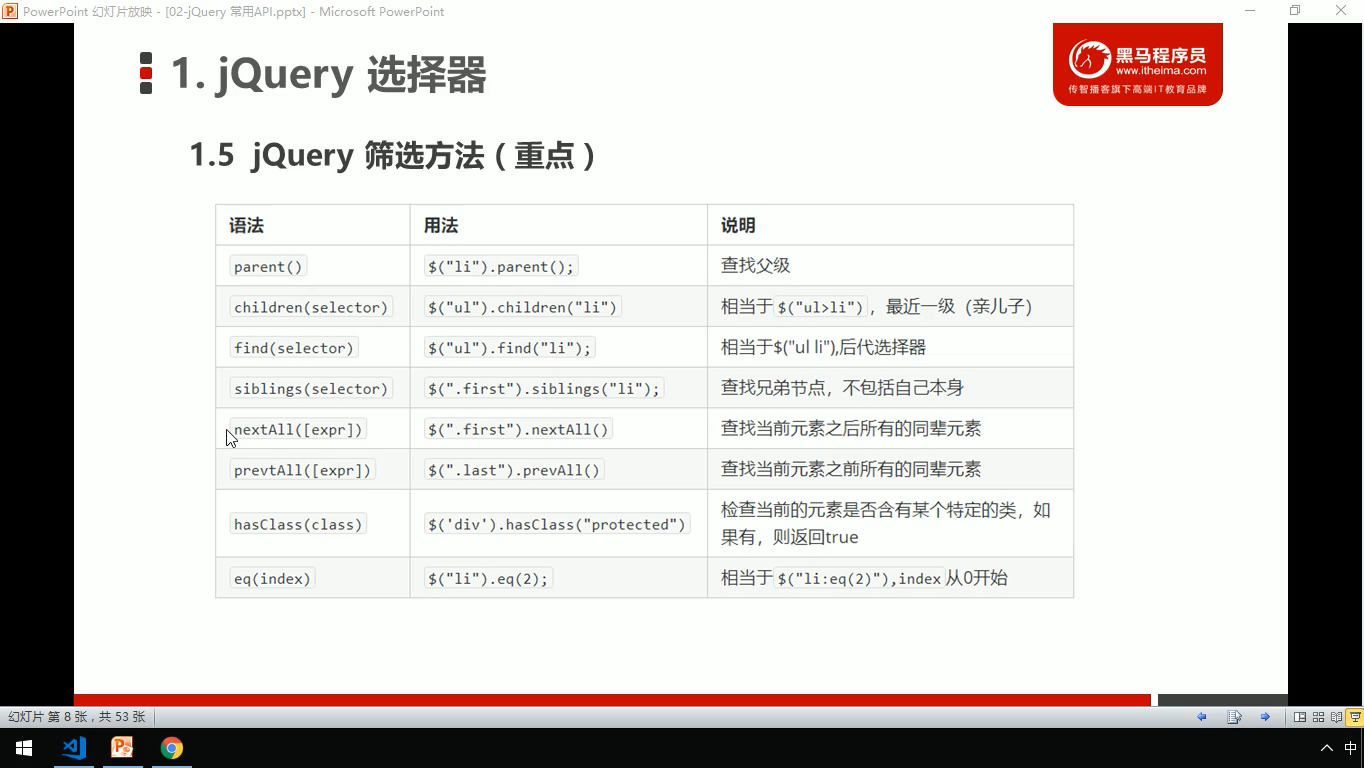 PowerPoint 幻灯片放映 - [02-jQuery 常用API.pptx] - Microsoft PowerPoint
1. jQuery 选择器
黑马程序员
www.itheima.com
传智播客旗下高端IT教育品牌
1.5 jQuery 筛选方法（重点）
语法 用法 说明
parent() $("li").parent(); 查找父级
children(selector) $("ul").children("li") 相当于$("ul>li")，最近一级（亲儿子）
find(selector) $("ul").find("li"); 相当于$("ul li"),后代选择器
siblings(selector) $(".first").siblings("li"); 查找兄弟节点，不包括自己本身
nextAll([expr]) $(".first").nextAll() 查找当前元素之后所有的同辈元素
prevtAll([expr]) $(".last").prevAll() 查找当前元素之前所有的同辈元素
hasClass(class) $('div').hasClass("protected") 检查当前的元素是否含有某个特定的类，如
果有，则返回true
eq(index) $("li").eq(2); 相当于$("li:eq(2)"),index从0开始
幻灯片 第 8 张，共 53 张
中